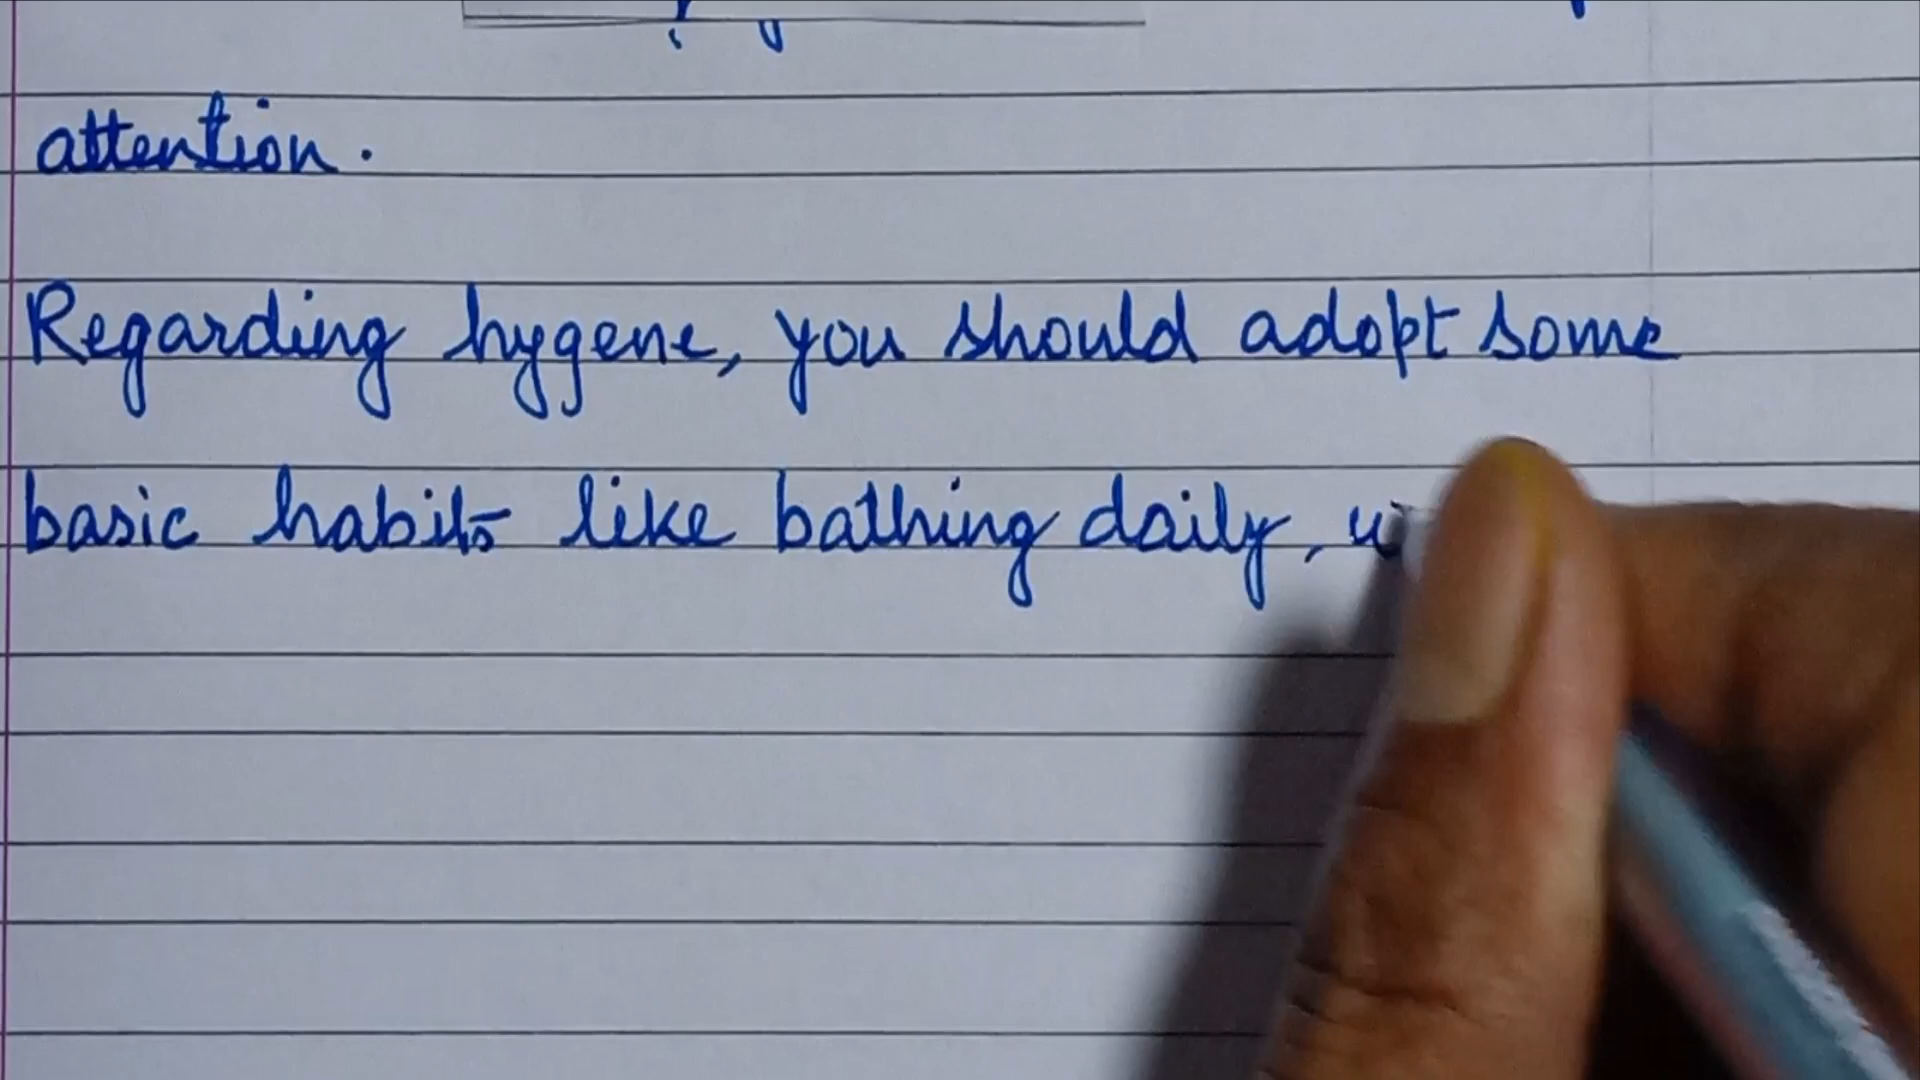 attention.
Regarding hygene, you should adopt some
basic habits like bathing daily,